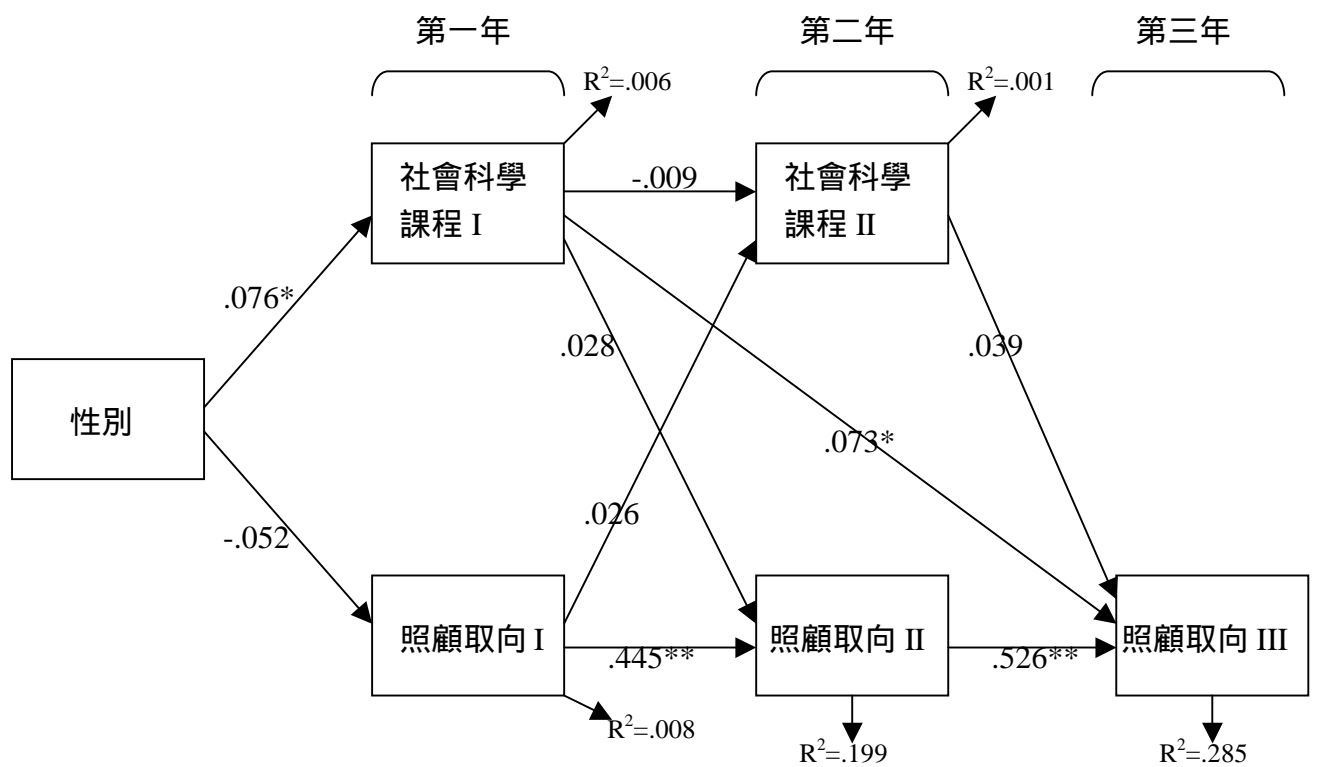 第一年
第二年
第三年
R²=.006
R²=.001
社會科學
課程 I
-.009
社會科學
課程 II
.076*
.028
.039
性別
.073*
.026
-.052
照顧取向 I
.445**
照顧取向 II
.526**
照顧取向 III
R²=.008
R²=.199
R²=.285